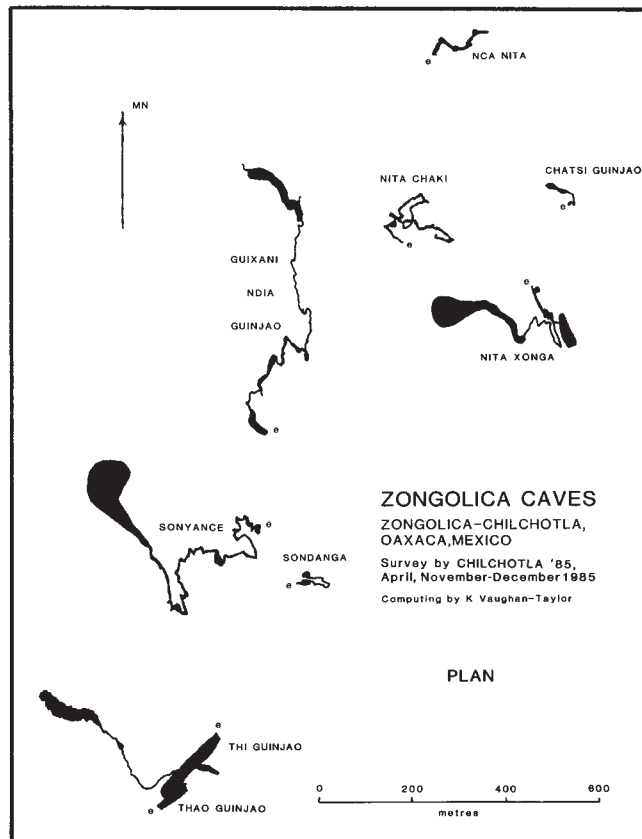 e
NCA NITA
MN
NITA CHAKI
CHATSI GUINJAO
e
e
GUIXANI
NDIA
GUINJAO
e
NITA XONGA
e
SONYANCE
e
SONDANGA
e
ZONGOLICA CAVES
ZONGOLICA-CHILCHOTLA,
OAXACA,MEXICO
Survey by CHILCHOTLA '85,
April, November-December 1985
Computing by K Vaughan-Taylor
PLAN
e
THI GUINJAO
e
THAO GUINJAO
0 200 400 600
metres